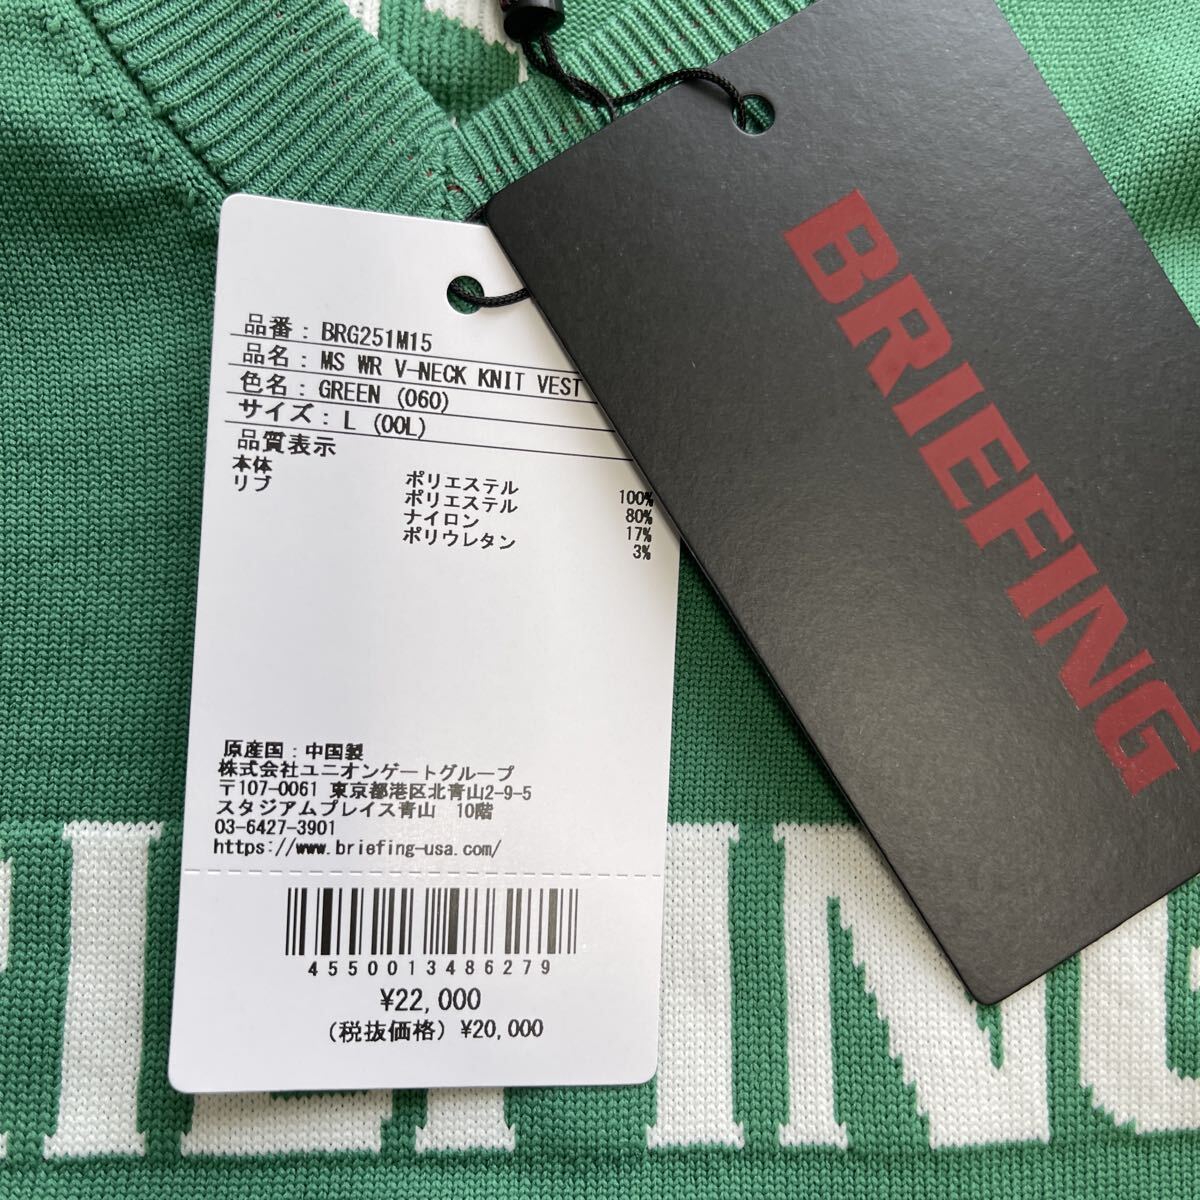 BRIEFING
品番：BRG251M15
品名：MS WR V-NECK KNIT VEST
色名：GREEN (060)
サイズ：L (00L)
品質表示
本体 ポリエステル 100%
リブ ポリエステル 80%
ナイロン 17%
ポリウレタン 3%
原産国：中国製
株式会社ユニオンゲートグループ
〒107-0061 東京都港区北青山2-9-5
スタジアムプレイス青山 10階
03-6427-3901
https://www.briefing-usa.com/
4550013486279
¥22,000
(税抜価格) ¥20,000